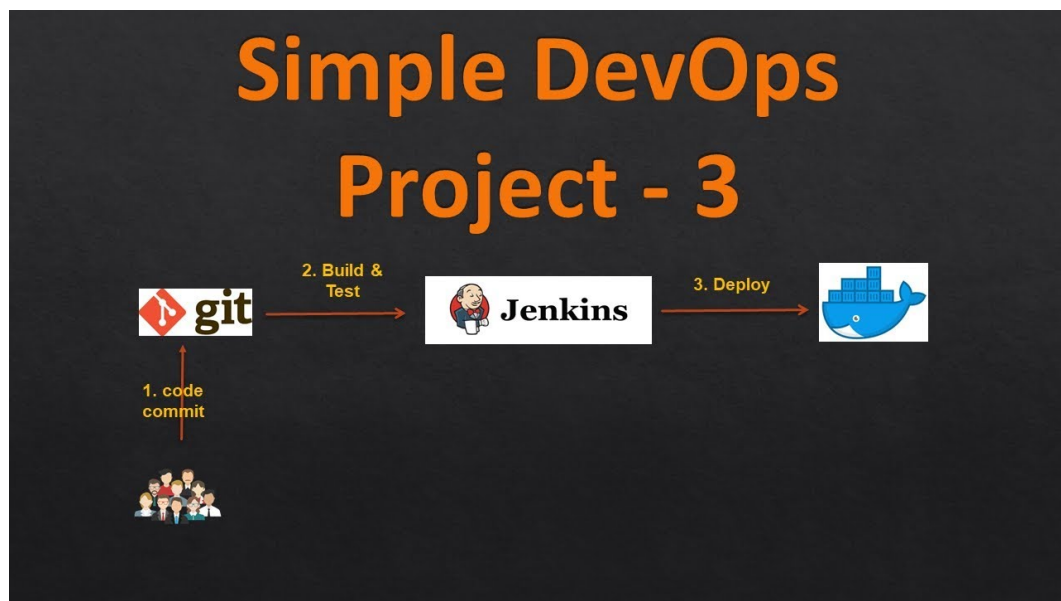 Simple DevOps
Project - 3
2. Build &
Test
3. Deploy
git
Jenkins
1. code
commit